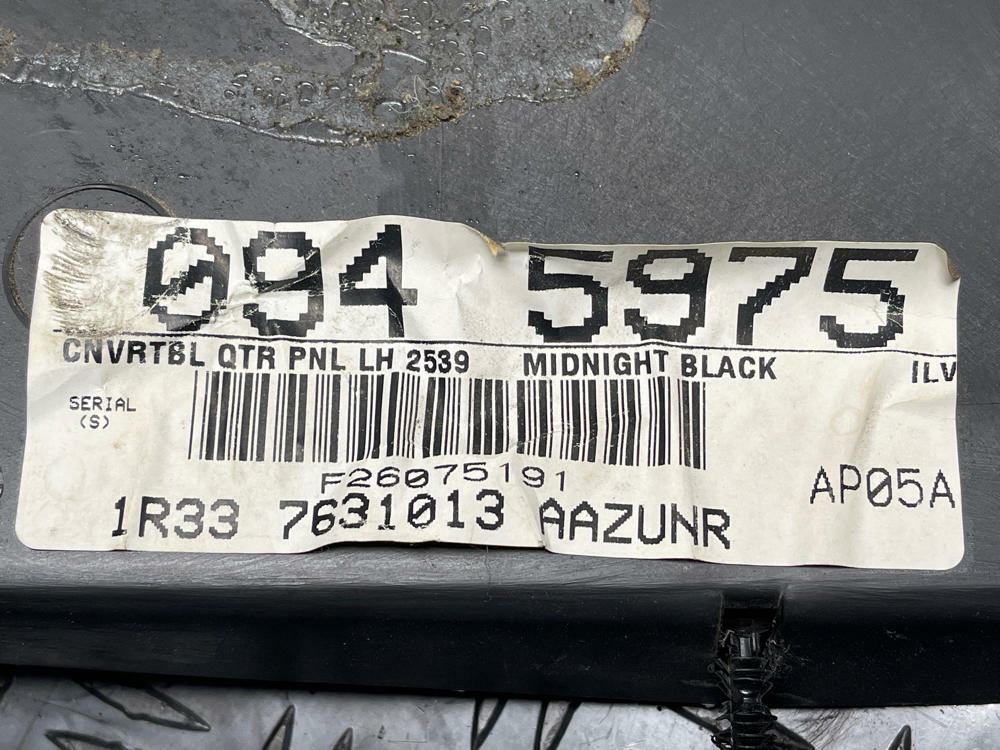 094 5975
CNVRTBL QTR PNL LH 2539 MIDNIGHT BLACK ILV
SERIAL
(S)
F26075191
AP05A
1R33 7631013 AAZUNR